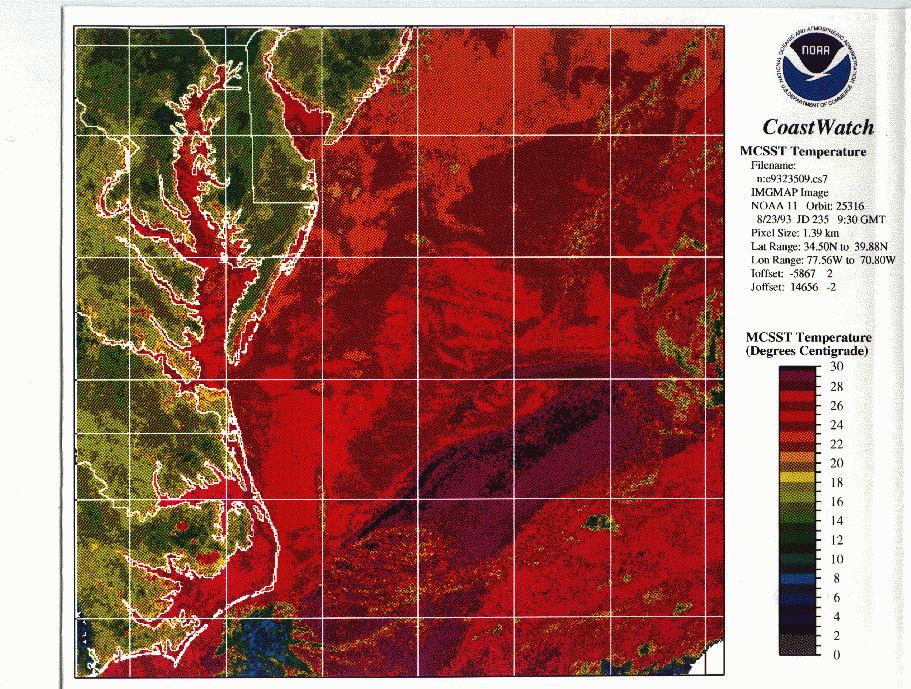 NATIONAL OCEANIC AND ATMOSPHERIC ADMINISTRATION
NOAA
U.S. DEPARTMENT OF COMMERCE
CoastWatch
MCSST Temperature
Filename:
n:c9323509.cs7
IMGMAP Image
NOAA 11 Orbit: 25316
8/23/93 JD 235 9:30 GMT
Pixel Size: 1.39 km
Lat Range: 34.50N to 39.88N
Lon Range: 77.56W to 70.80W
Ioffset: -5867 2
Joffset: 14656 -2
MCSST Temperature
(Degrees Centigrade)
30
28
26
24
22
20
18
16
14
12
10
8
6
4
2
0